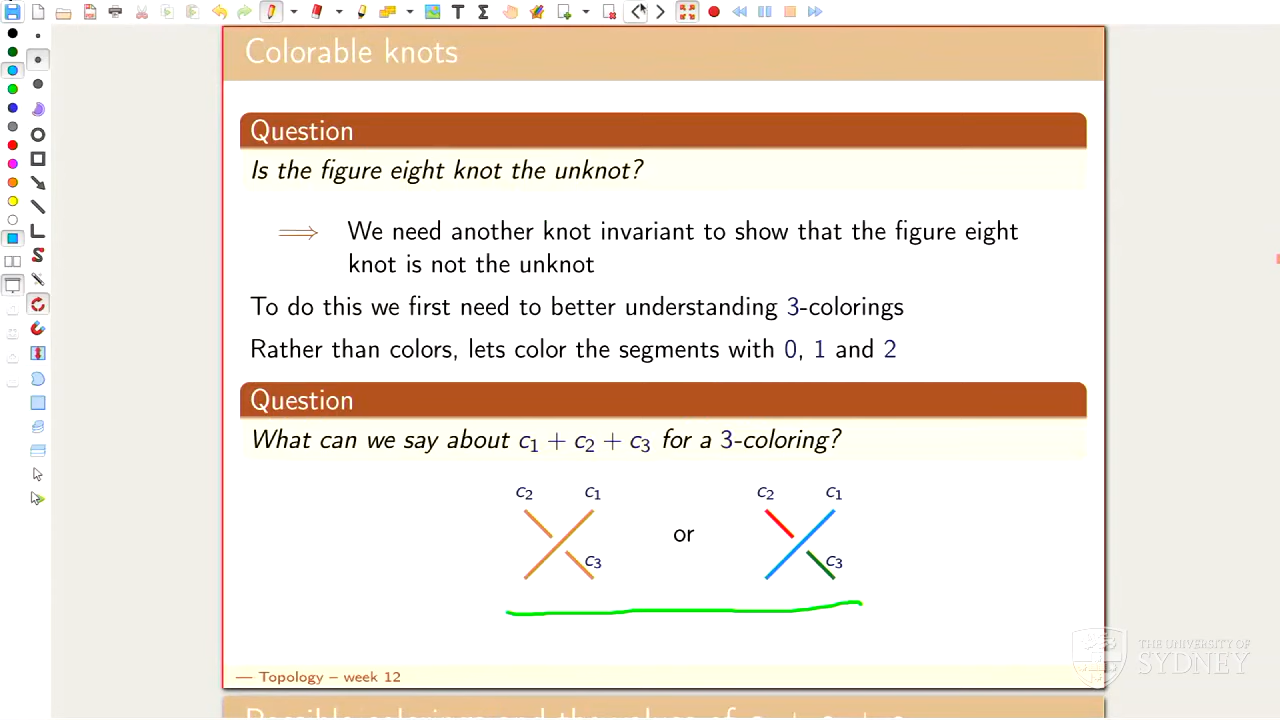 Colorable knots
Question
Is the figure eight knot the unknot?
⟹ We need another knot invariant to show that the figure eight
knot is not the unknot
To do this we first need to better understanding 3-colorings
Rather than colors, lets color the segments with 0, 1 and 2
Question
What can we say about c₁ + c₂ + c₃ for a 3-coloring?
c₂ c₁ c₂ c₁
or
c₃ c₃
THE UNIVERSITY OF
SYDNEY
— Topology – week 12